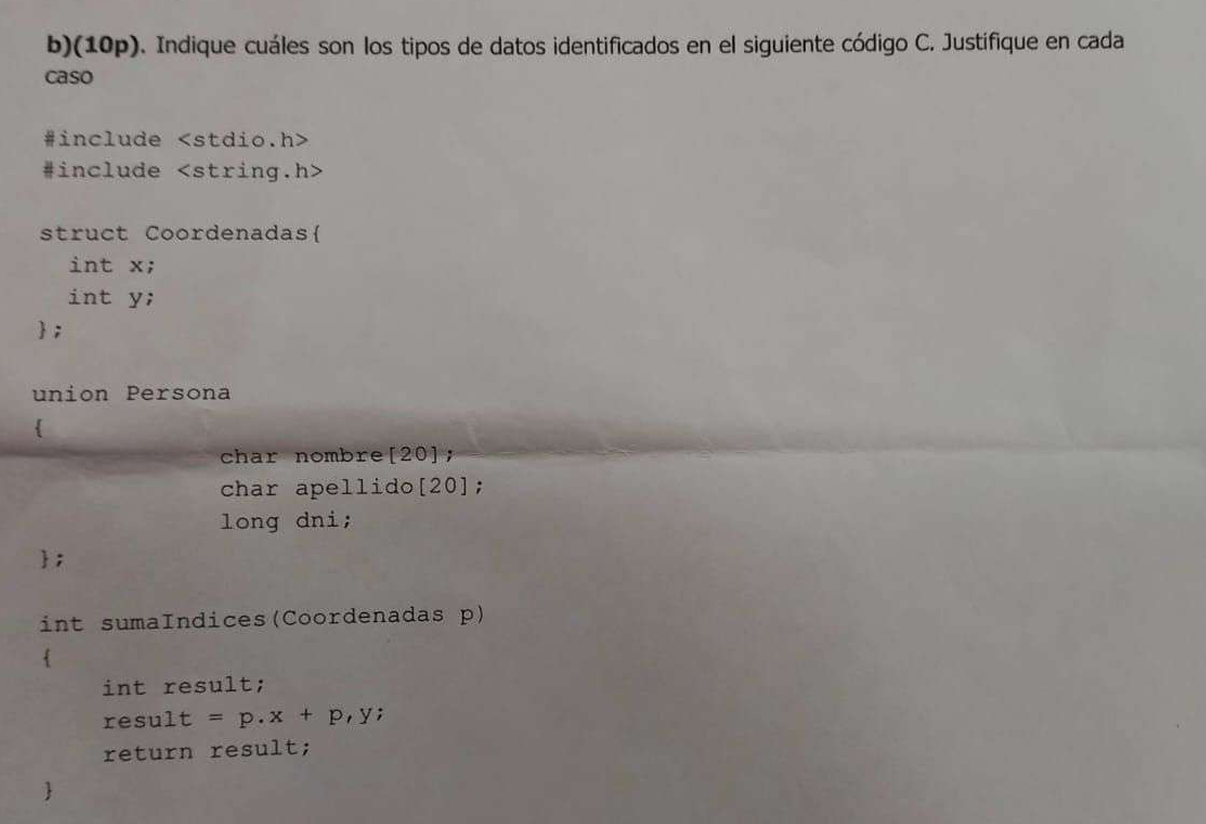 b)(10p). Indique cuáles son los tipos de datos identificados en el siguiente código C. Justifique en cada
caso
#include <stdio.h>
#include <string.h>
struct Coordenadas{
int x;
int y;
};
union Persona
{
char nombre[20];
char apellido[20];
long dni;
};
int sumaIndices(Coordenadas p)
{
int result;
result = p.x + p,y;
return result;
}